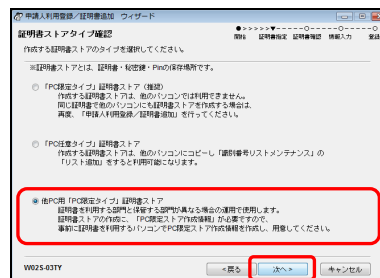 申請人利用登録／証明書追加 ウィザード
証明書ストアタイプ確認
開始 証明書指定 証明書確認 情報入力 登録
作成する証明書ストアのタイプを選択してください。
※証明書ストアとは、証明書・秘密鍵・Pinの保存場所です。
「PC限定タイプ」証明書ストア（推奨）
作成する証明書ストアは、他のパソコンでは利用できません。
同じ証明書で他のパソコンにも証明書ストアを作成する場合は、
再度、「申請人利用登録／証明書追加」を行ってください。
「PC任意タイプ」証明書ストア
作成する証明書ストアは、他のパソコンにコピーし「識別番号リストメンテナンス」の
「リスト追加」をすると利用可能になります。
他PC用「PC限定タイプ」証明書ストア
証明書を利用する部門と保管する部門が異なる場合の運用で使用します。
証明書ストアの作成に、「PC限定ストア作成情報」が必要ですので、
事前に証明書を利用するパソコンでPC限定ストア作成情報を作成し、用意してください。
W02S-03TY
<戻る
次へ>
キャンセル